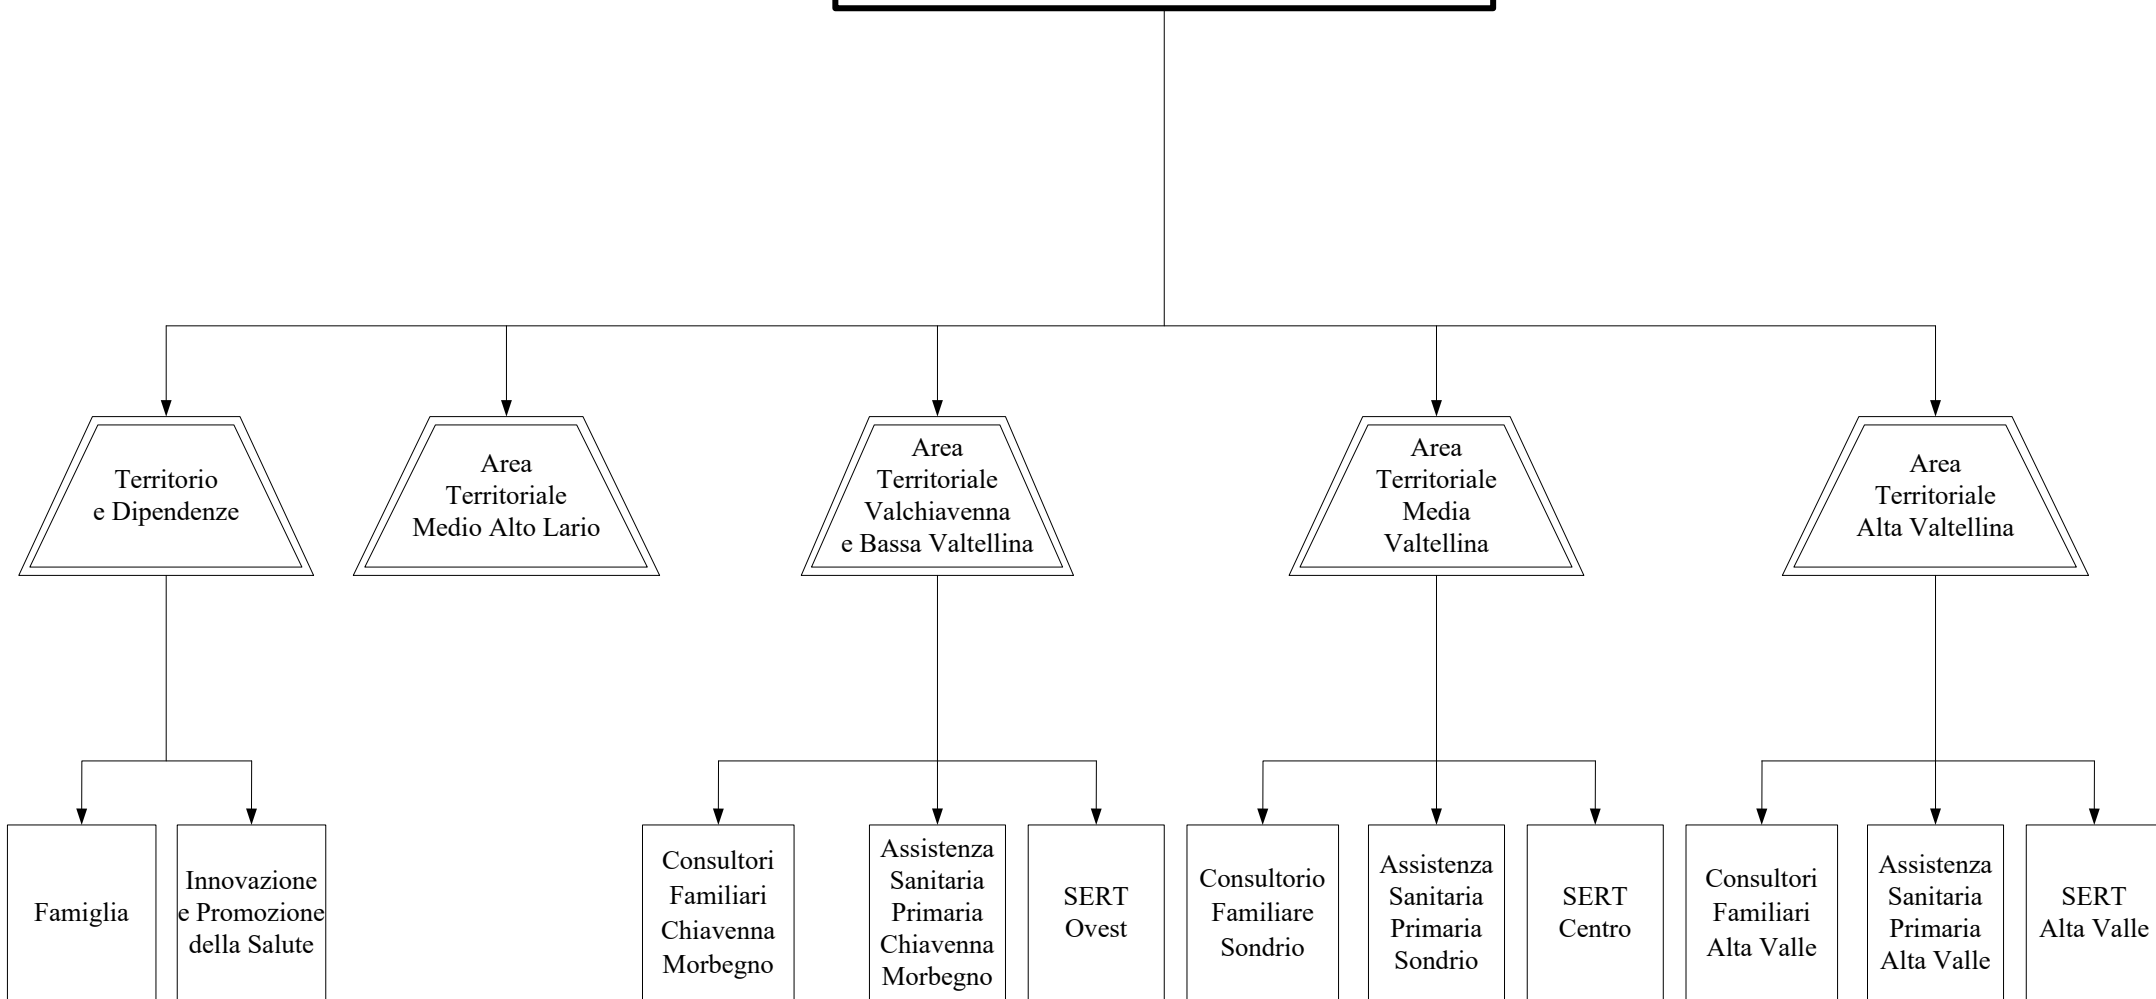 Territorio
e Dipendenze
Area
Territoriale
Medio Alto Lario
Area
Territoriale
Valchiavenna
e Bassa Valtellina
Area
Territoriale
Media
Valtellina
Area
Territoriale
Alta Valtellina
Famiglia
Innovazione
e Promozione
della Salute
Consultori
Familiari
Chiavenna
Morbegno
Assistenza
Sanitaria
Primaria
Chiavenna
Morbegno
SERT
Ovest
Consultorio
Familiare
Sondrio
Assistenza
Sanitaria
Primaria
Sondrio
SERT
Centro
Consultori
Familiari
Alta Valle
Assistenza
Sanitaria
Primaria
Alta Valle
SERT
Alta Valle